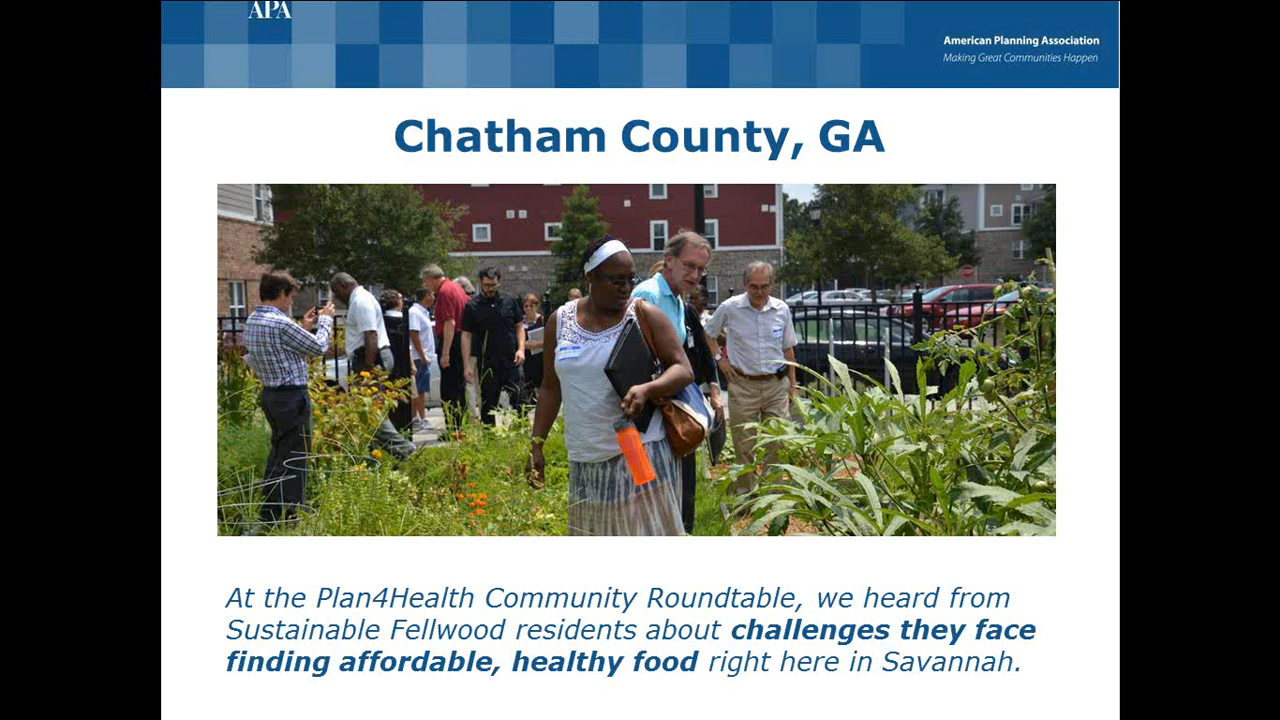 APA
American Planning Association
Making Great Communities Happen
Chatham County, GA
At the Plan4Health Community Roundtable, we heard from
Sustainable Fellwood residents about challenges they face
finding affordable, healthy food right here in Savannah.